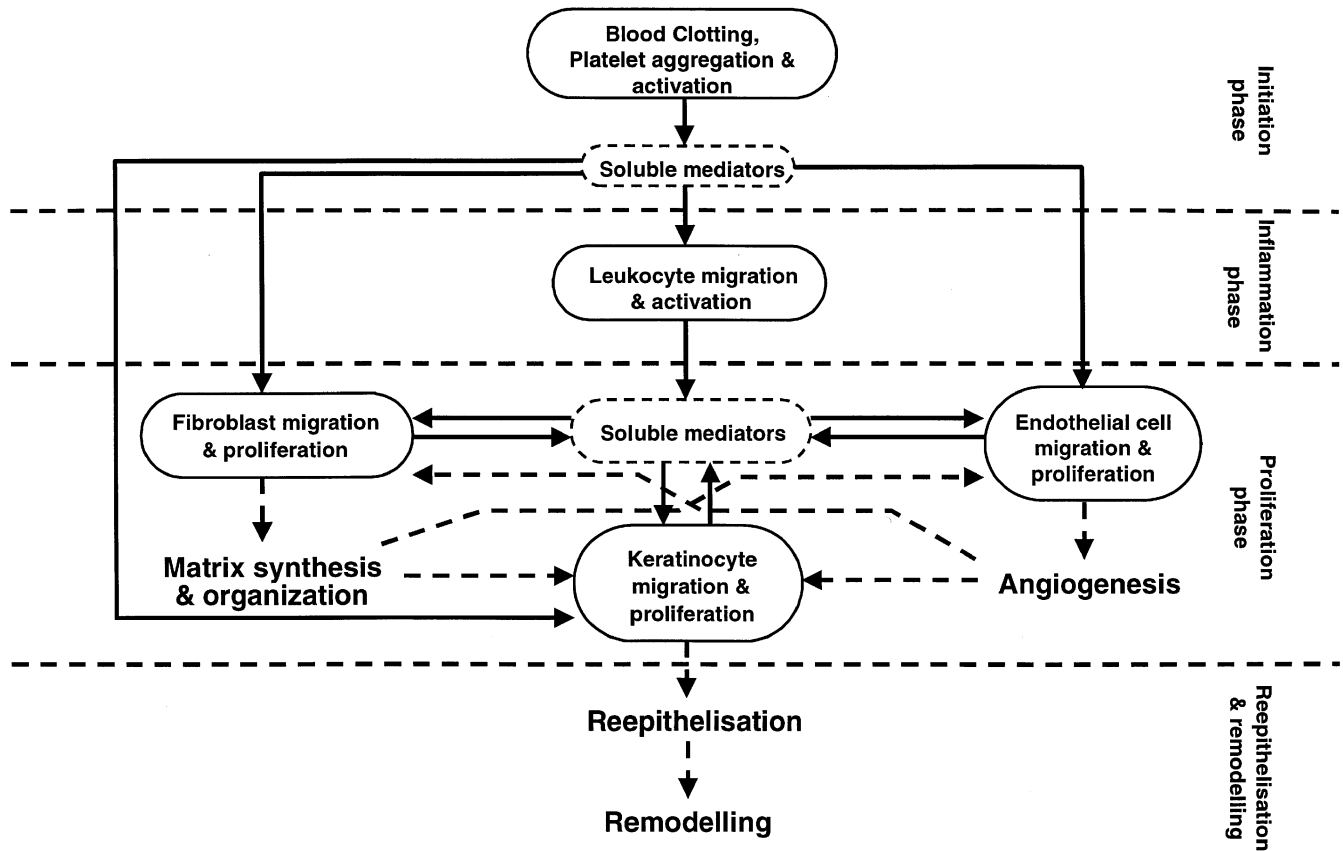 Blood Clotting,
Platelet aggregation &
activation
Initiation
phase
Soluble mediators
Leukocyte migration
& activation
Inflammation
phase
Fibroblast migration
& proliferation
Soluble mediators
Endothelial cell
migration &
proliferation
Proliferation
phase
Matrix synthesis
& organization
Keratinocyte
migration &
proliferation
Angiogenesis
Reepithelisation
Remodelling
Reepithelisation
& remodelling